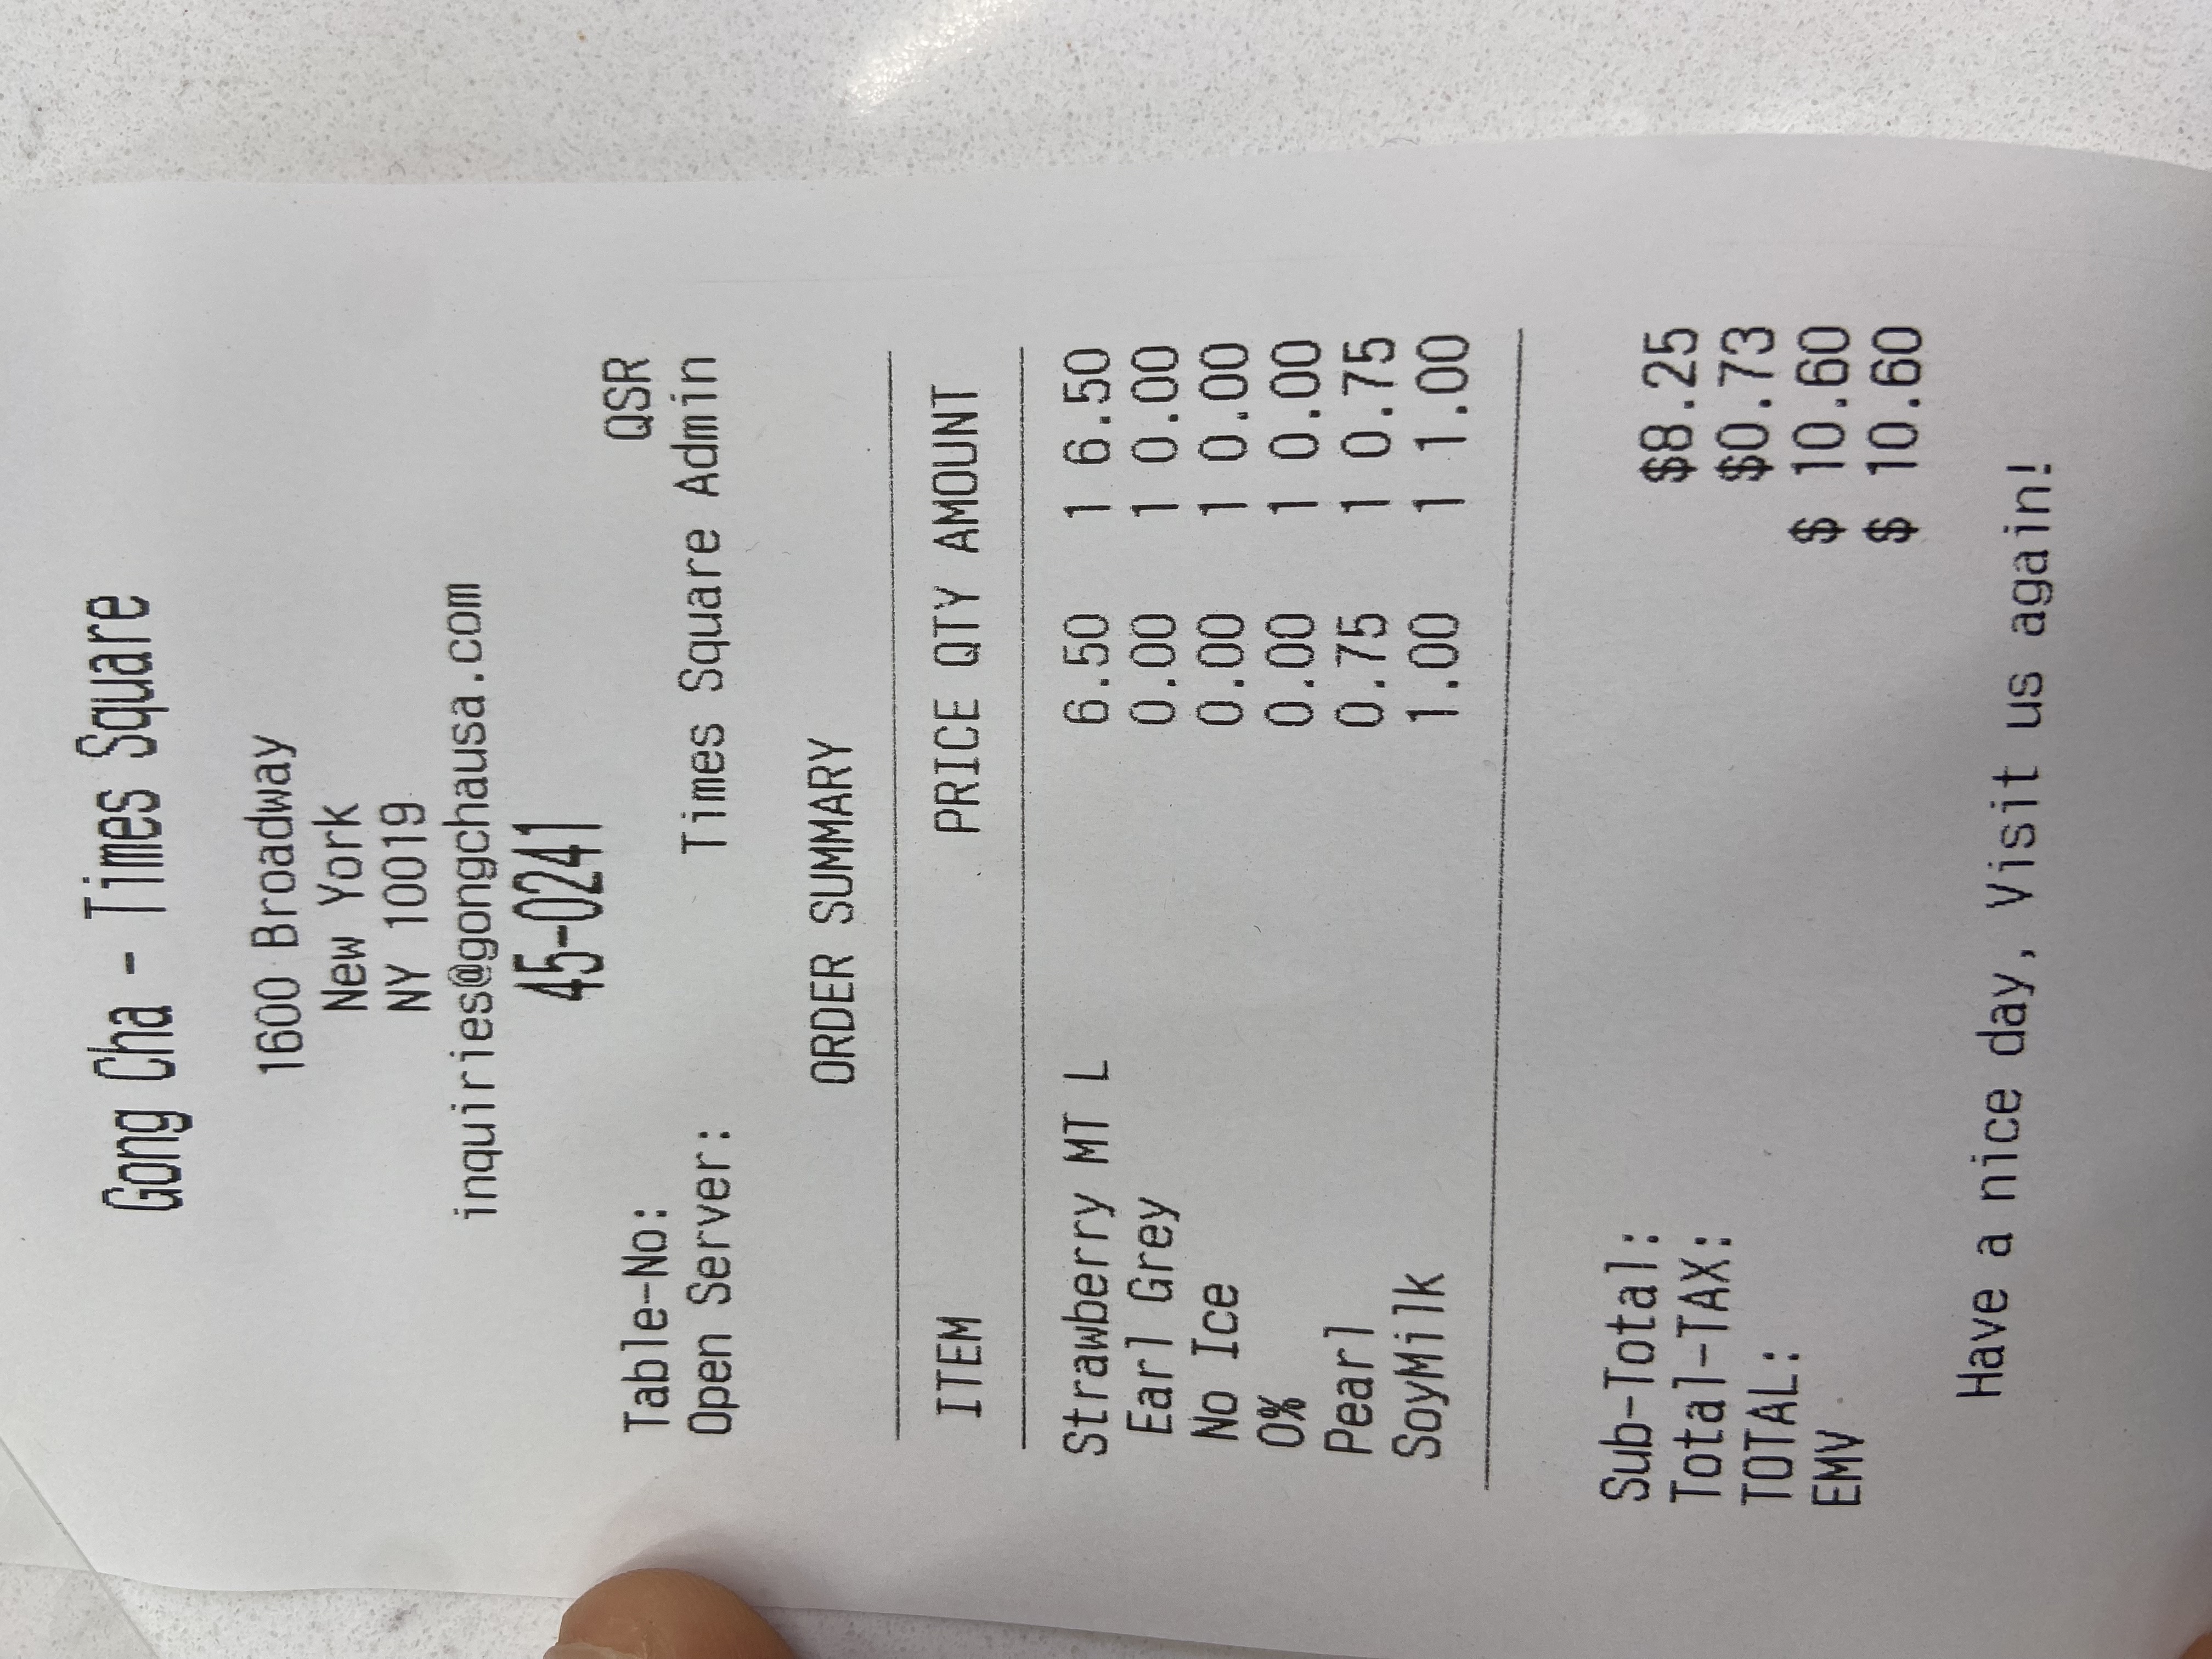 Gong Cha - Times Square
1600 Broadway
New York
NY 10019
inquiries@gongchausa.com
45-0241
Table-No: QSR
Open Server: Times Square Admin
ORDER SUMMARY
ITEM PRICE QTY AMOUNT
Strawberry MT L 6.50 1 6.50
Earl Grey 0.00 1 0.00
No Ice 0.00 1 0.00
0% 0.00 1 0.00
Pearl 0.75 1 0.75
SoyMilk 1.00 1 1.00
Sub-Total: $8.25
Total-TAX: $0.73
TOTAL: $ 10.60
EMV $ 10.60
Have a nice day, Visit us again!